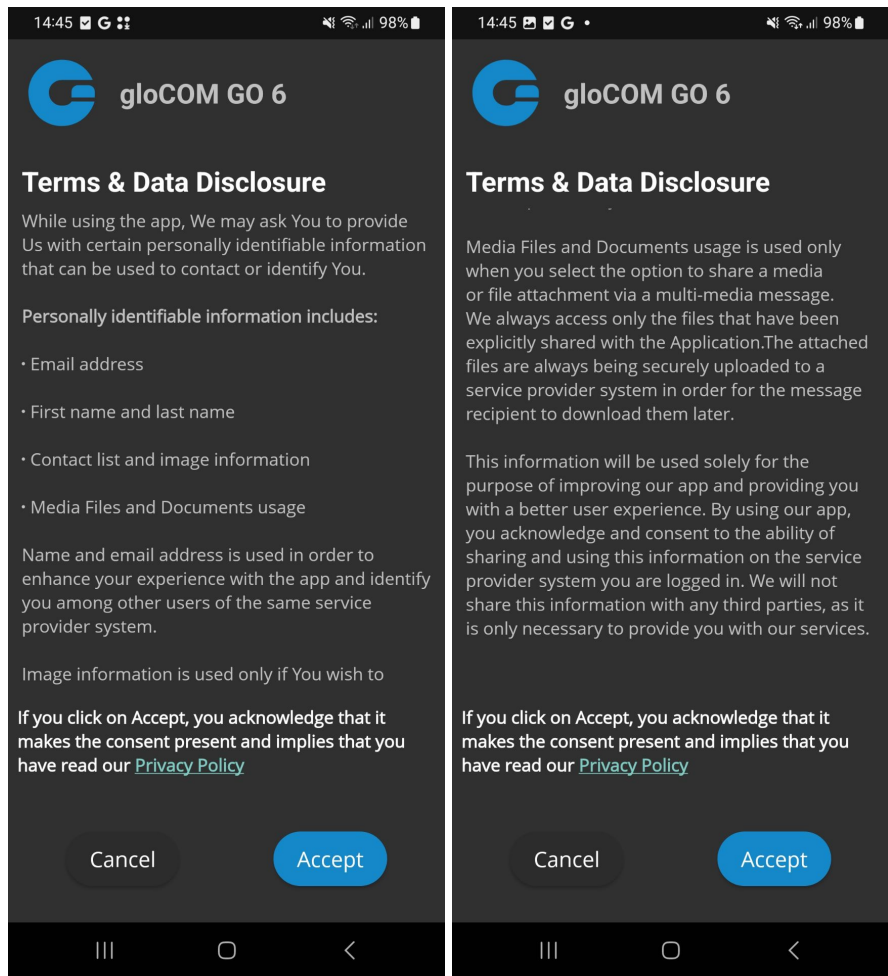 14:45 G
98%
gloCOM GO 6
Terms & Data Disclosure
While using the app, We may ask You to provide
Us with certain personally identifiable information
that can be used to contact or identify You.
Personally identifiable information includes:
• Email address
• First name and last name
• Contact list and image information
• Media Files and Documents usage
Name and email address is used in order to
enhance your experience with the app and identify
you among other users of the same service
provider system.
Image information is used only if You wish to
If you click on Accept, you acknowledge that it
makes the consent present and implies that you
have read our Privacy Policy
Cancel
Accept
14:45 G •
98%
gloCOM GO 6
Terms & Data Disclosure
Media Files and Documents usage is used only
when you select the option to share a media
or file attachment via a multi-media message.
We always access only the files that have been
explicitly shared with the Application.The attached
files are always being securely uploaded to a
service provider system in order for the message
recipient to download them later.
This information will be used solely for the
purpose of improving our app and providing you
with a better user experience. By using our app,
you acknowledge and consent to the ability of
sharing and using this information on the service
provider system you are logged in. We will not
share this information with any third parties, as it
is only necessary to provide you with our services.
If you click on Accept, you acknowledge that it
makes the consent present and implies that you
have read our Privacy Policy
Cancel
Accept